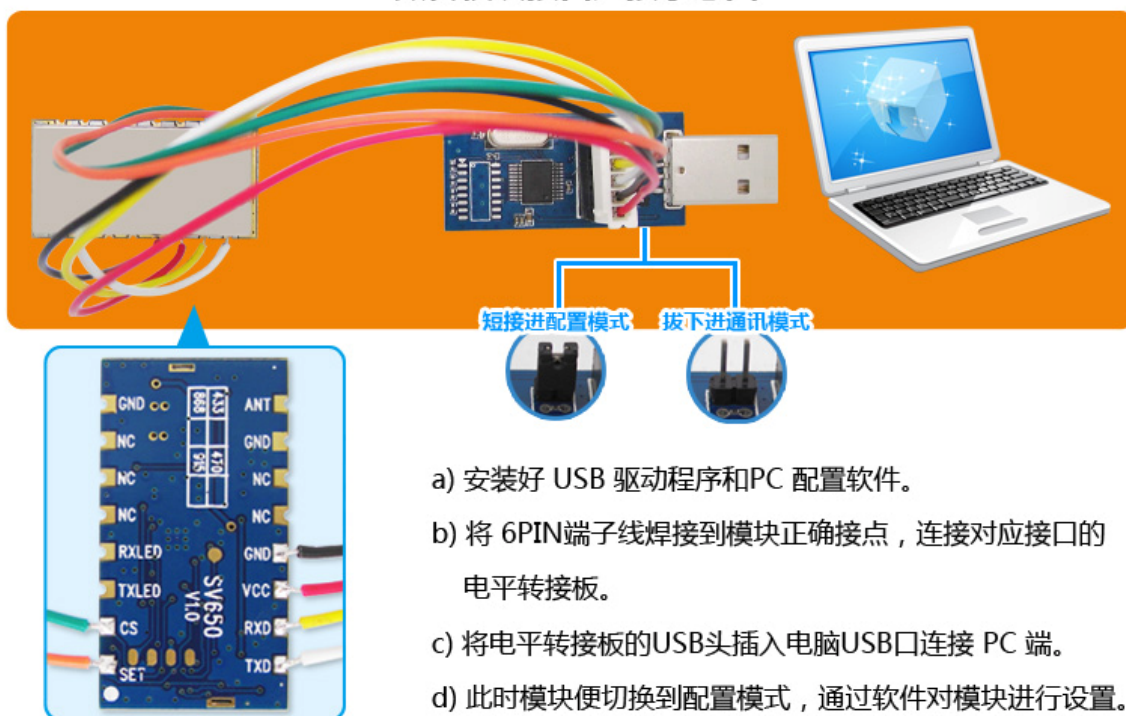 短接进配置模式
拔下进通讯模式
GND
NC
NC
NC
RXLED
TXLED
CS
SET
433
868
470
915
SV650
V1.0
ANT
GND
NC
NC
GND
VCC
RXD
TXD
a) 安装好 USB 驱动程序和PC 配置软件。
b) 将 6PIN端子线焊接到模块正确接点，连接对应接口的
电平转接板。
c) 将电平转接板的USB头插入电脑USB口连接 PC 端。
d) 此时模块便切换到配置模式，通过软件对模块进行设置。